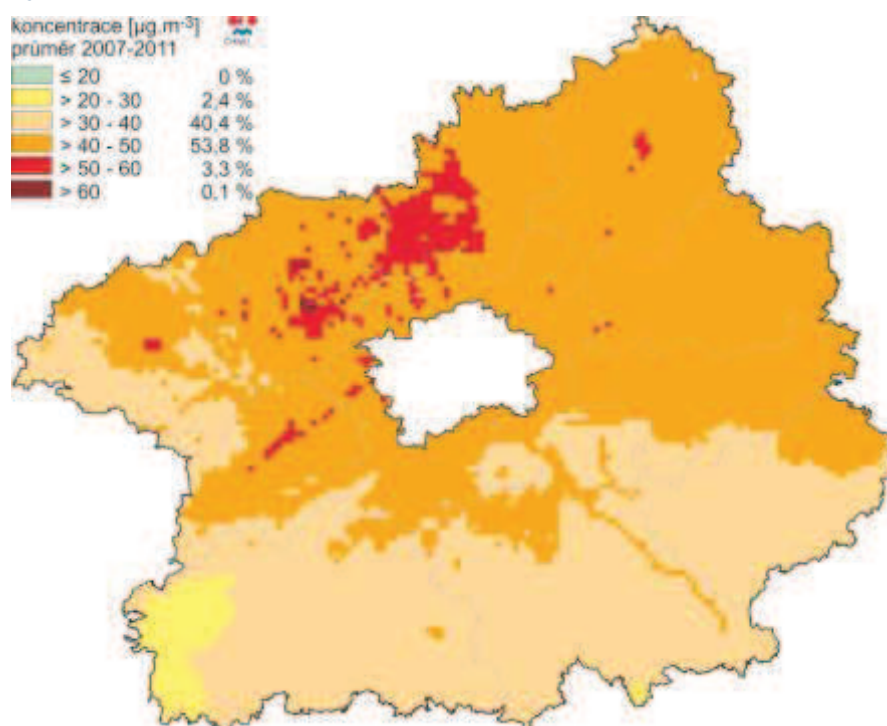 koncentrace [µg.m-3]
průměr 2007-2011
≤ 20 0 %
> 20 - 30 2,4 %
> 30 - 40 40,4 %
> 40 - 50 53,8 %
> 50 - 60 3,3 %
> 60 0,1 %